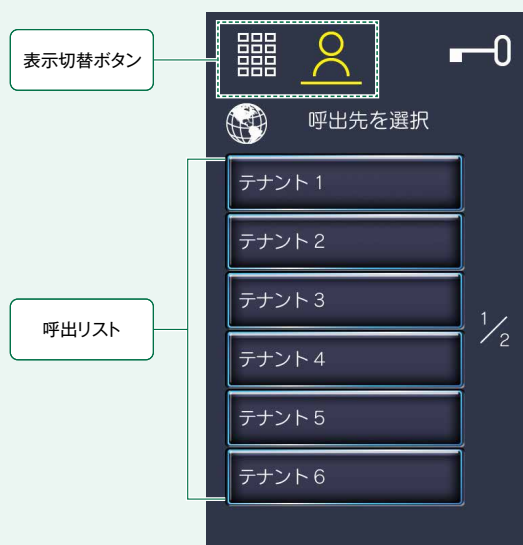 表示切替ボタン
呼出先を選択
テナント 1
テナント 2
テナント 3
呼出リスト
1/2
テナント 4
テナント 5
テナント 6